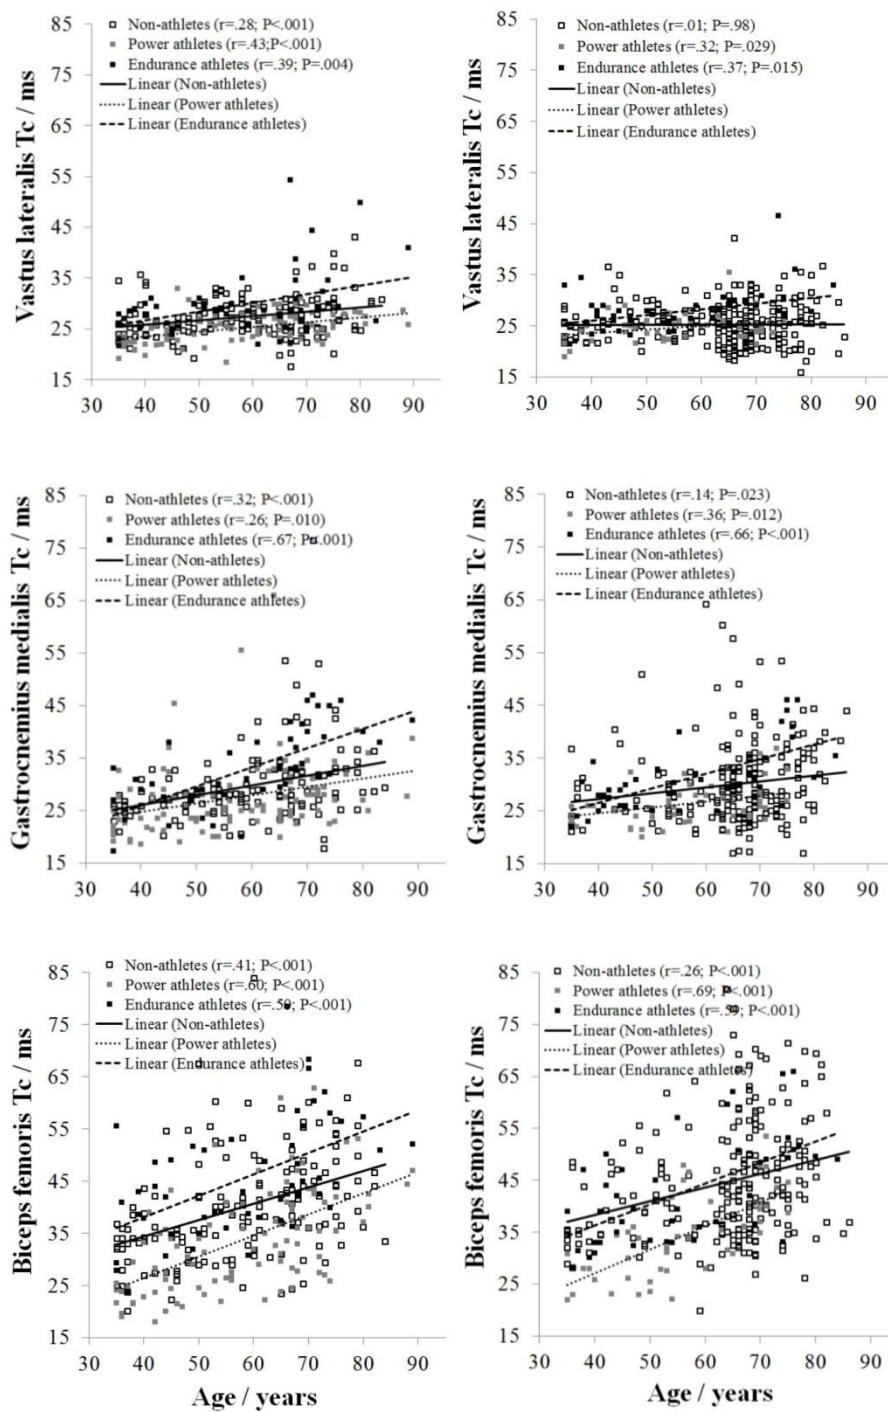 85
75
65
55
45
35
25
15
Vastus lateralis Tc / ms
Non-athletes (r=.28; P<.001)
Power athletes (r=.43;P<.001)
Endurance athletes (r=.39; P=.004)
Linear (Non-athletes)
Linear (Power athletes)
Linear (Endurance athletes)
30 40 50 60 70 80 90
85
75
65
55
45
35
25
15
Vastus lateralis Tc / ms
Non-athletes (r=.01; P=.98)
Power athletes (r=.32; P=.029)
Endurance athletes (r=.37; P=.015)
Linear (Non-athletes)
Linear (Power athletes)
Linear (Endurance athletes)
30 40 50 60 70 80 90
85
75
65
55
45
35
25
15
Gastrocnemius medialis Tc / ms
Non-athletes (r=.32; P<.001)
Power athletes (r=.26; P=.010)
Endurance athletes (r=.67; P<.001)
Linear (Non-athletes)
Linear (Power athletes)
Linear (Endurance athletes)
30 40 50 60 70 80 90
85
75
65
55
45
35
25
15
Gastrocnemius medialis Tc / ms
Non-athletes (r=.14; P=.023)
Power athletes (r=.36; P=.012)
Endurance athletes (r=.66; P<.001)
Linear (Non-athletes)
Linear (Power athletes)
Linear (Endurance athletes)
30 40 50 60 70 80 90
85
75
65
55
45
35
25
15
Biceps femoris Tc / ms
Non-athletes (r=.41; P<.001)
Power athletes (r=.60; P<.001)
Endurance athletes (r=.59; P<.001)
Linear (Non-athletes)
Linear (Power athletes)
Linear (Endurance athletes)
30 40 50 60 70 80 90
Age / years
85
75
65
55
45
35
25
15
Biceps femoris Tc / ms
Non-athletes (r=.26; P<.001)
Power athletes (r=.69; P<.001)
Endurance athletes (r=.59; P<.001)
Linear (Non-athletes)
Linear (Power athletes)
Linear (Endurance athletes)
30 40 50 60 70 80 90
Age / years